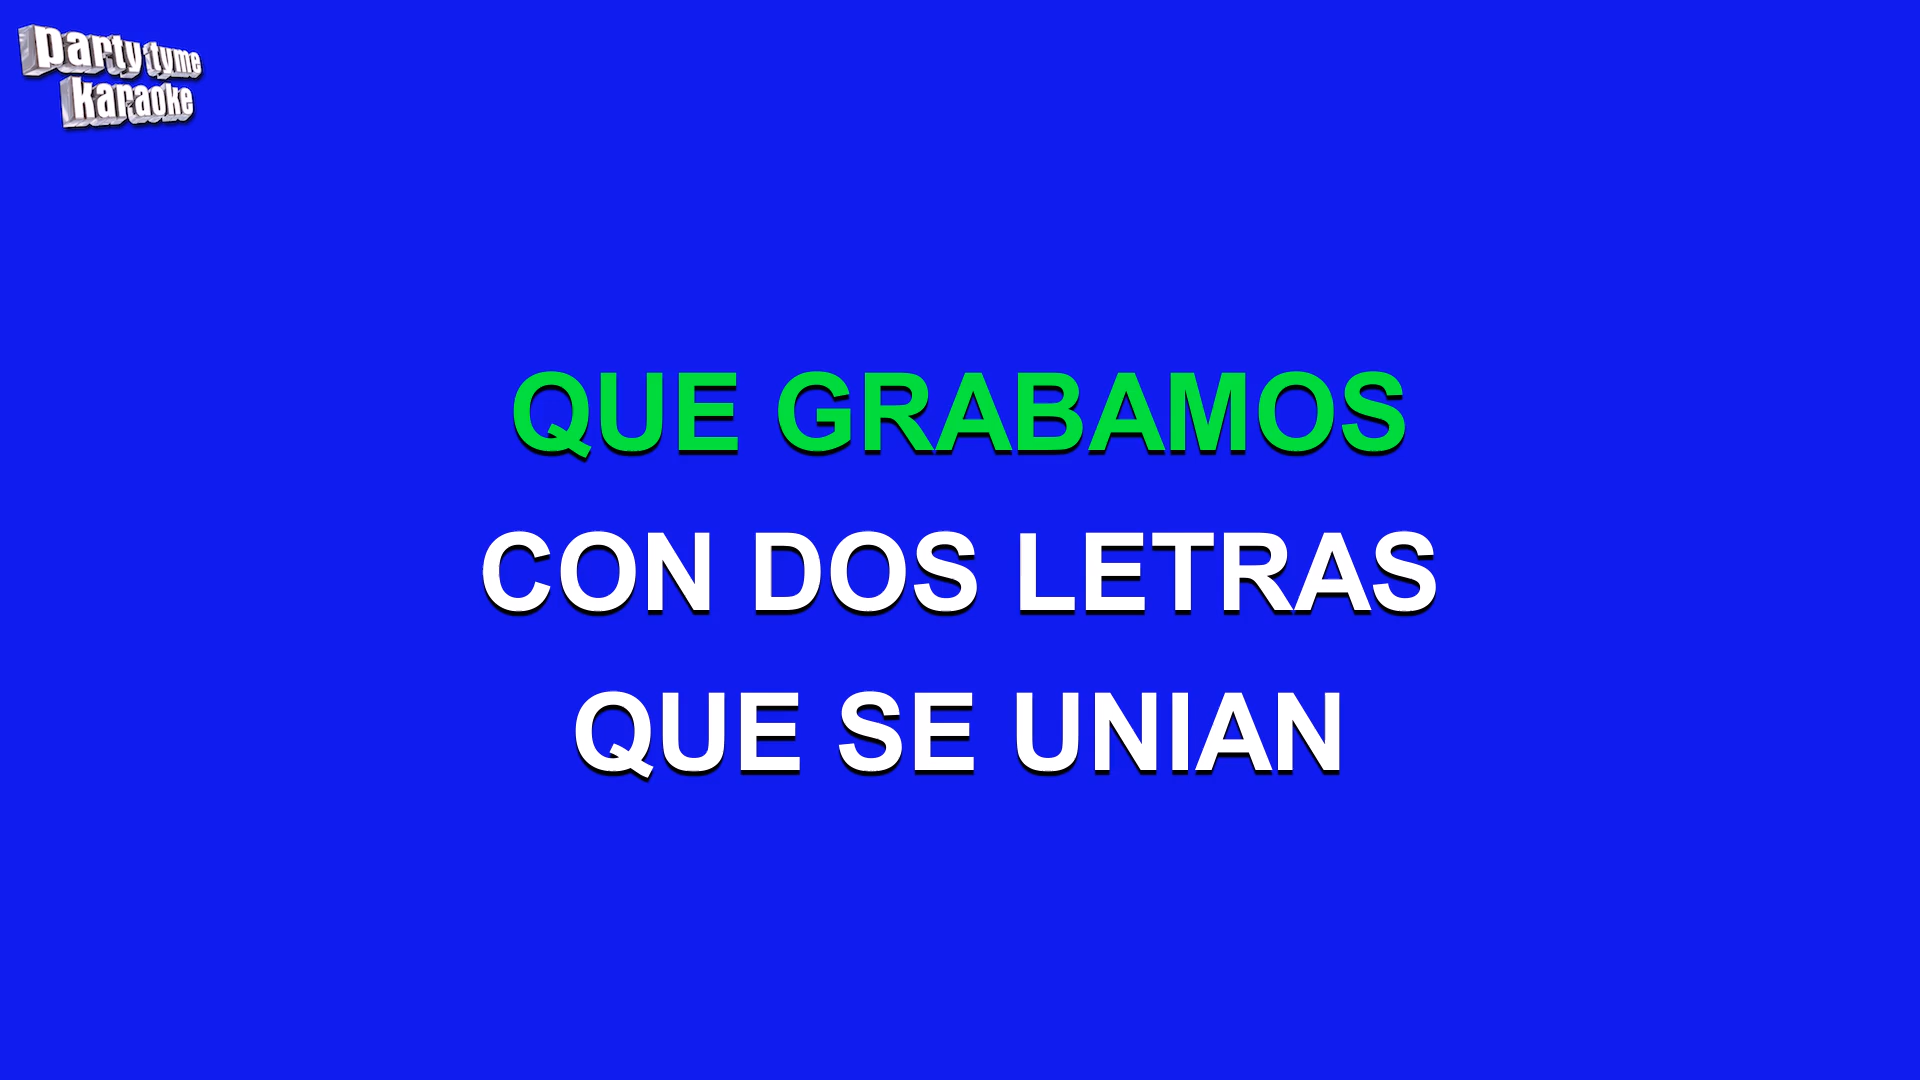 party tyme
karaoke
QUE GRABAMOS
CON DOS LETRAS
QUE SE UNIAN